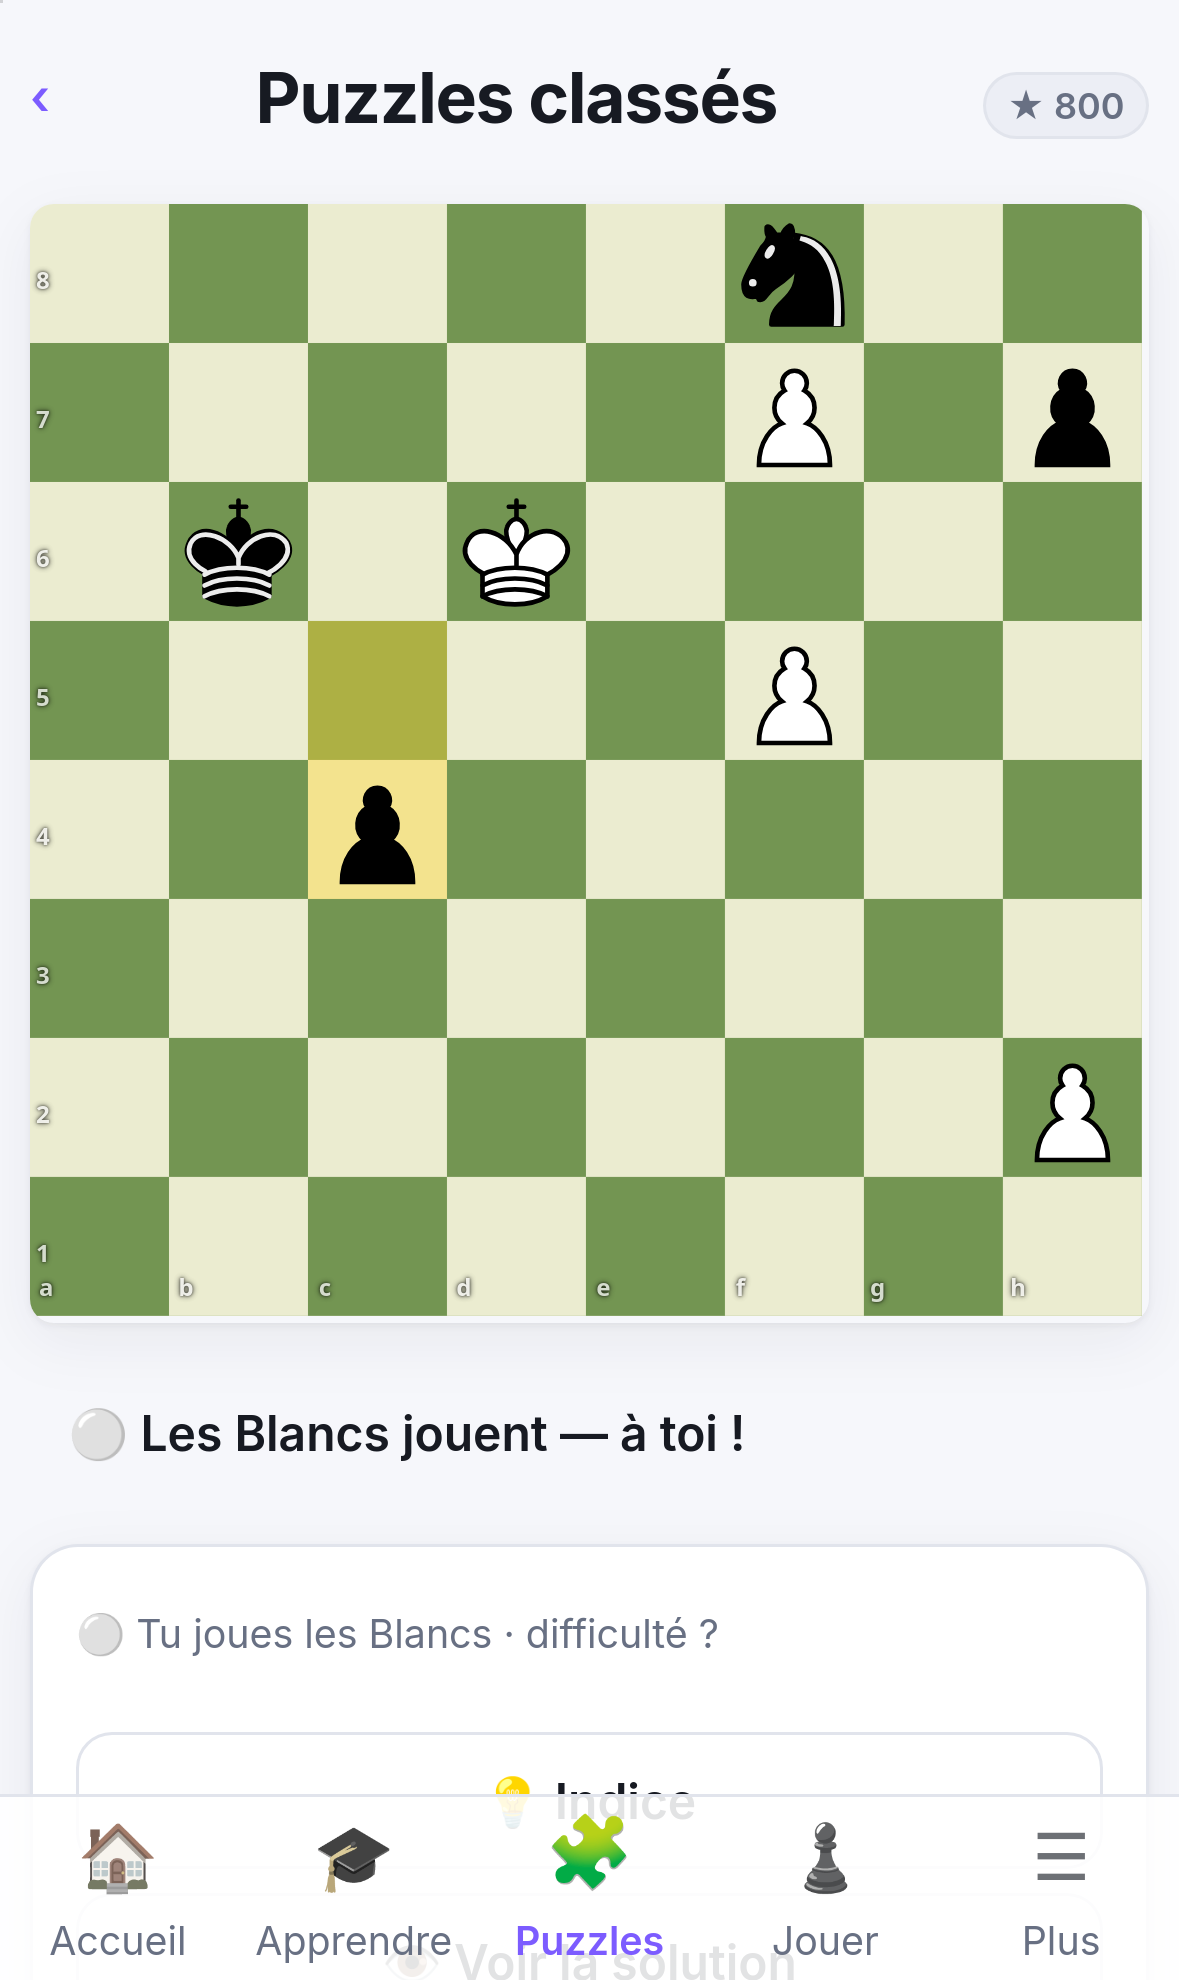 ‹ Puzzles classés ★ 800
8
7
6
5
4
3
2
1
a b c d e f g h
Les Blancs jouent — à toi !
Tu joues les Blancs · difficulté ?
Indice
Voir la solution
Accueil Apprendre Puzzles Jouer Plus